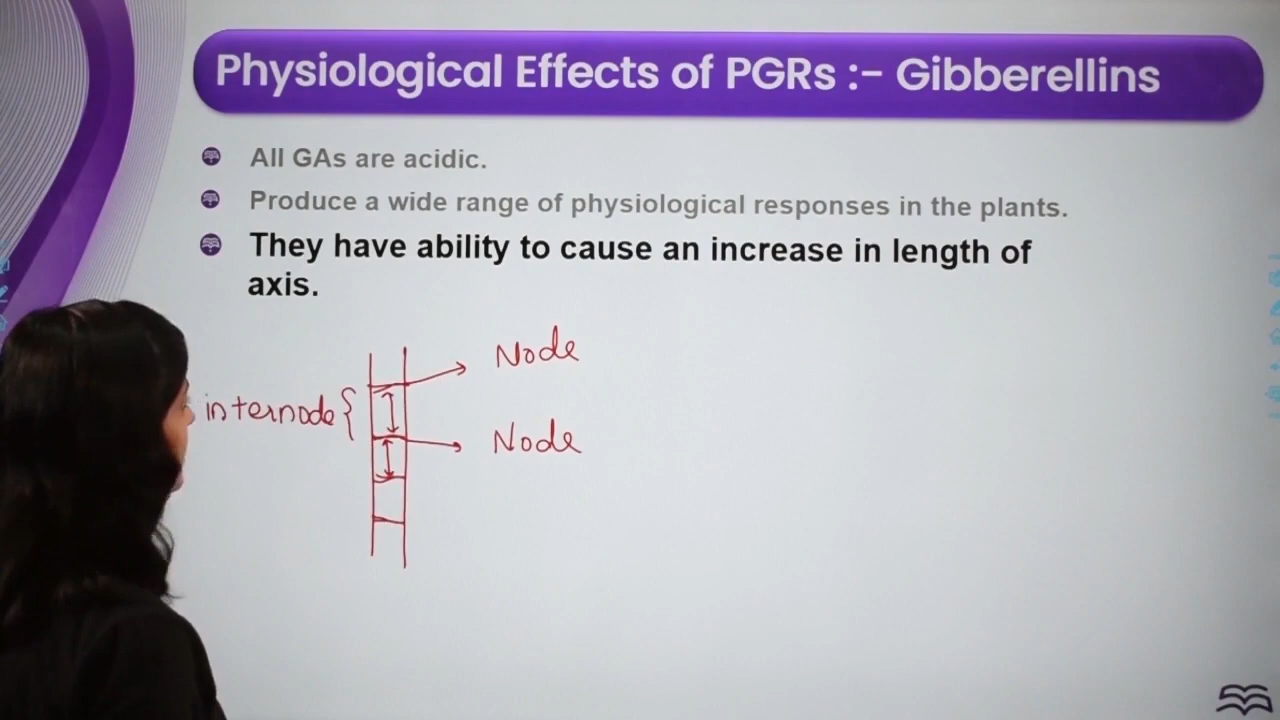 Physiological Effects of PGRs :- Gibberellins
All GAs are acidic.
Produce a wide range of physiological responses in the plants.
They have ability to cause an increase in length of
axis.
Node
internode
Node